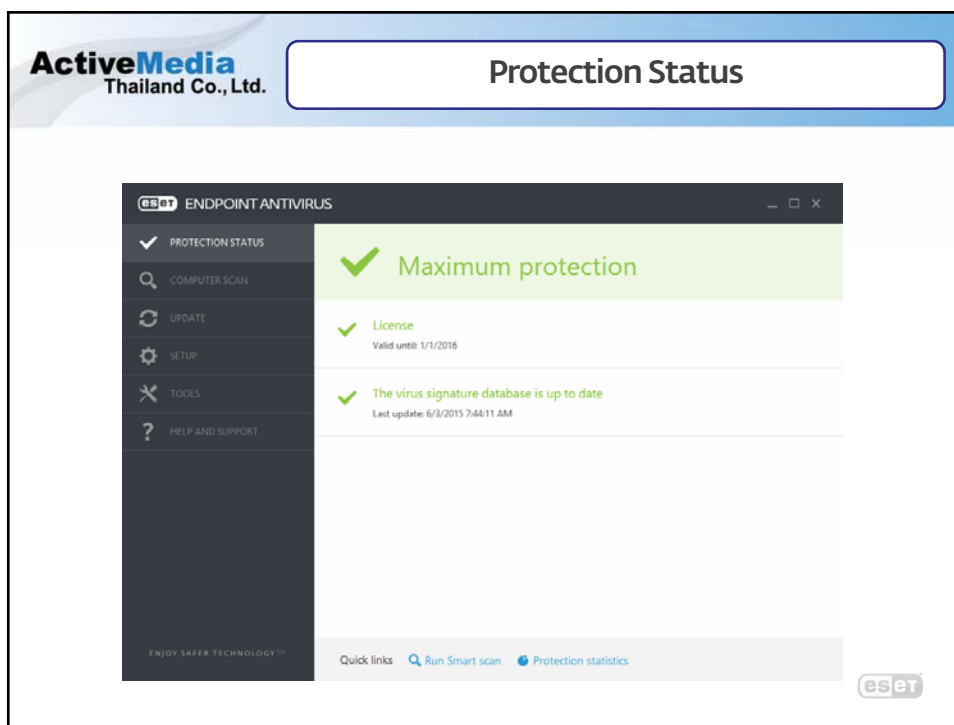 ActiveMedia
Thailand Co., Ltd.
Protection Status
eseT ENDPOINT ANTIVIRUS
PROTECTION STATUS
COMPUTER SCAN
UPDATE
SETUP
TOOLS
HELP AND SUPPORT
ENJOY SAFER TECHNOLOGY™
Maximum protection
License
Valid until: 1/1/2016
The virus signature database is up to date
Last update: 6/3/2015 7:44:11 AM
Quick links Run Smart scan Protection statistics
eseT